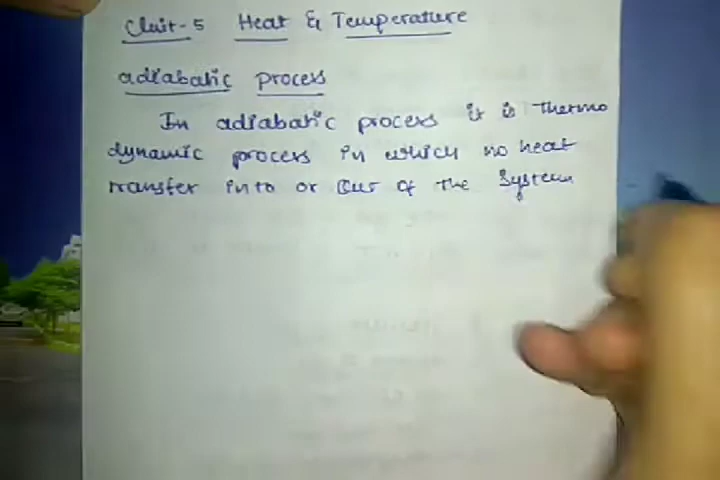 Unit-5 Heat & Temperature
adiabatic process
In adiabatic process it is thermo
dynamic process in which no heat
transfer into or out of the system